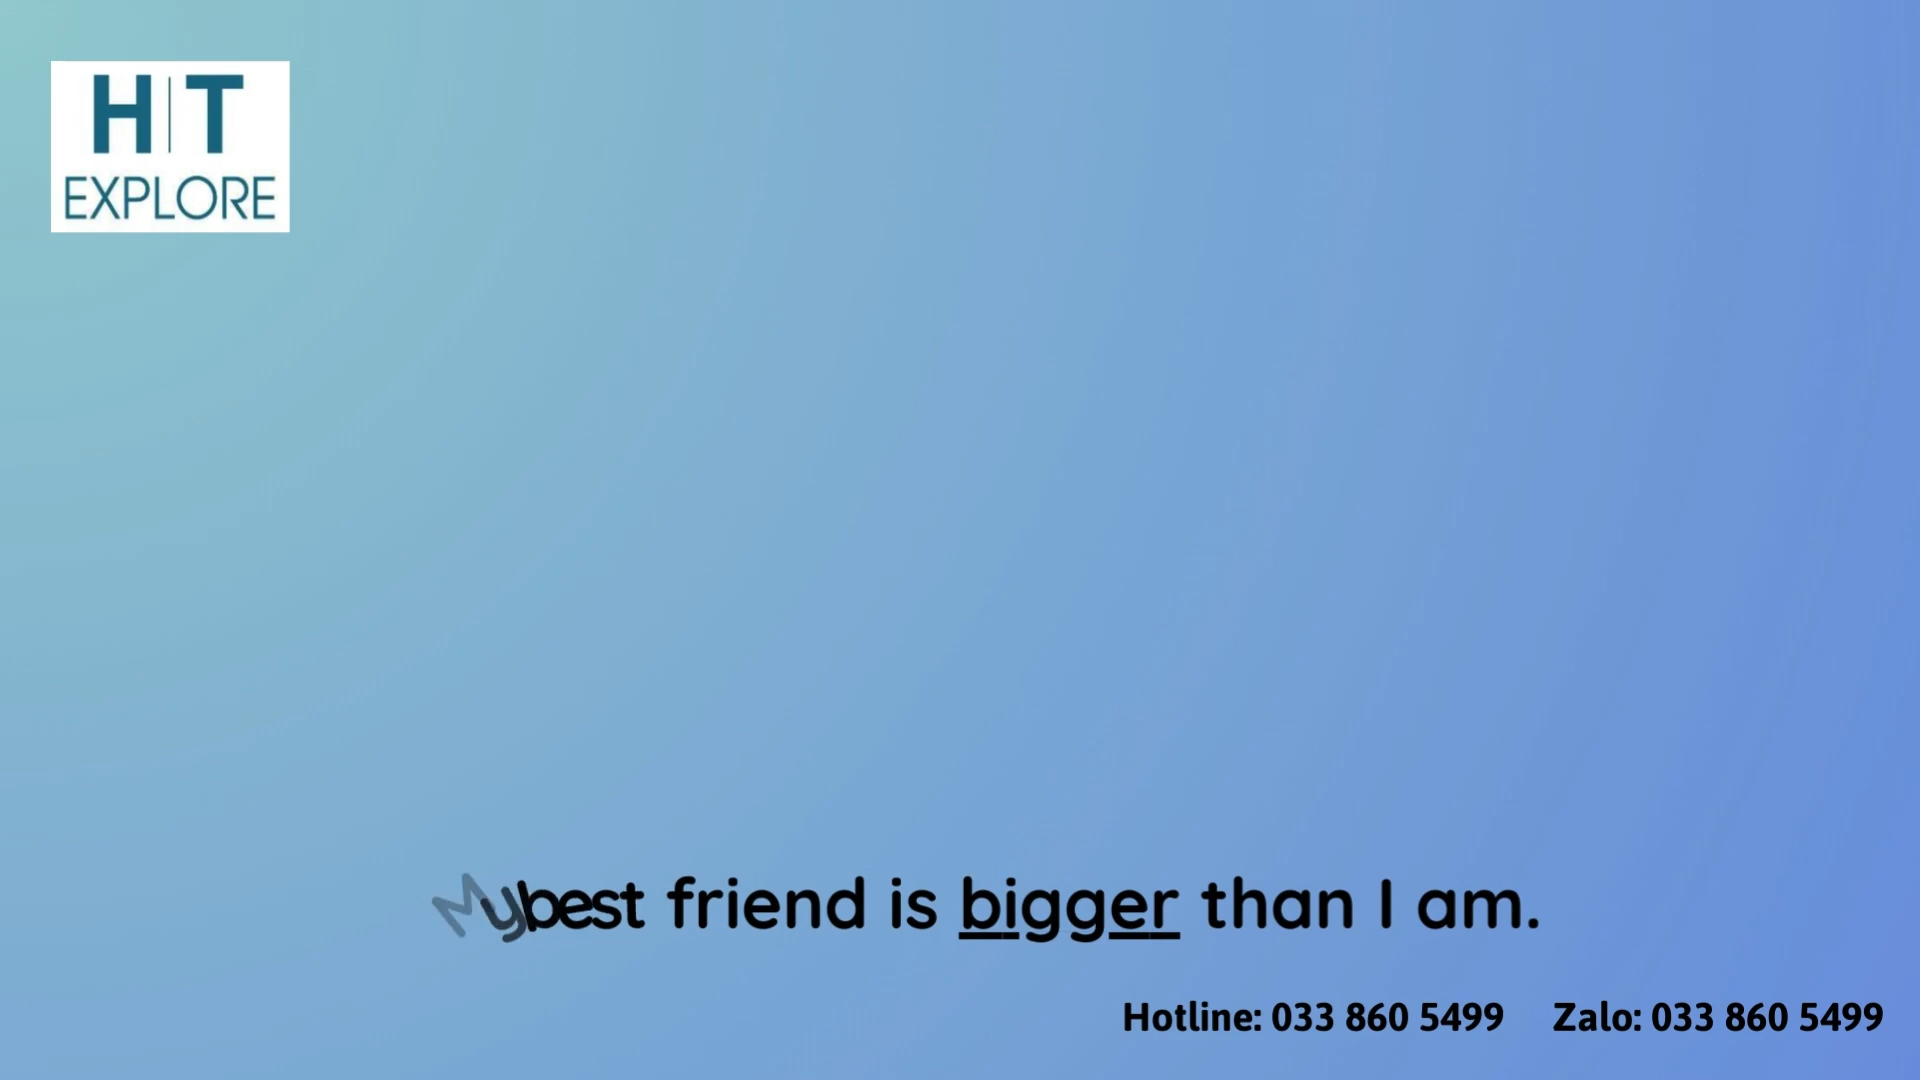 H|T
EXPLORE
My best friend is bigger than I am.
Hotline: 033 860 5499 Zalo: 033 860 5499